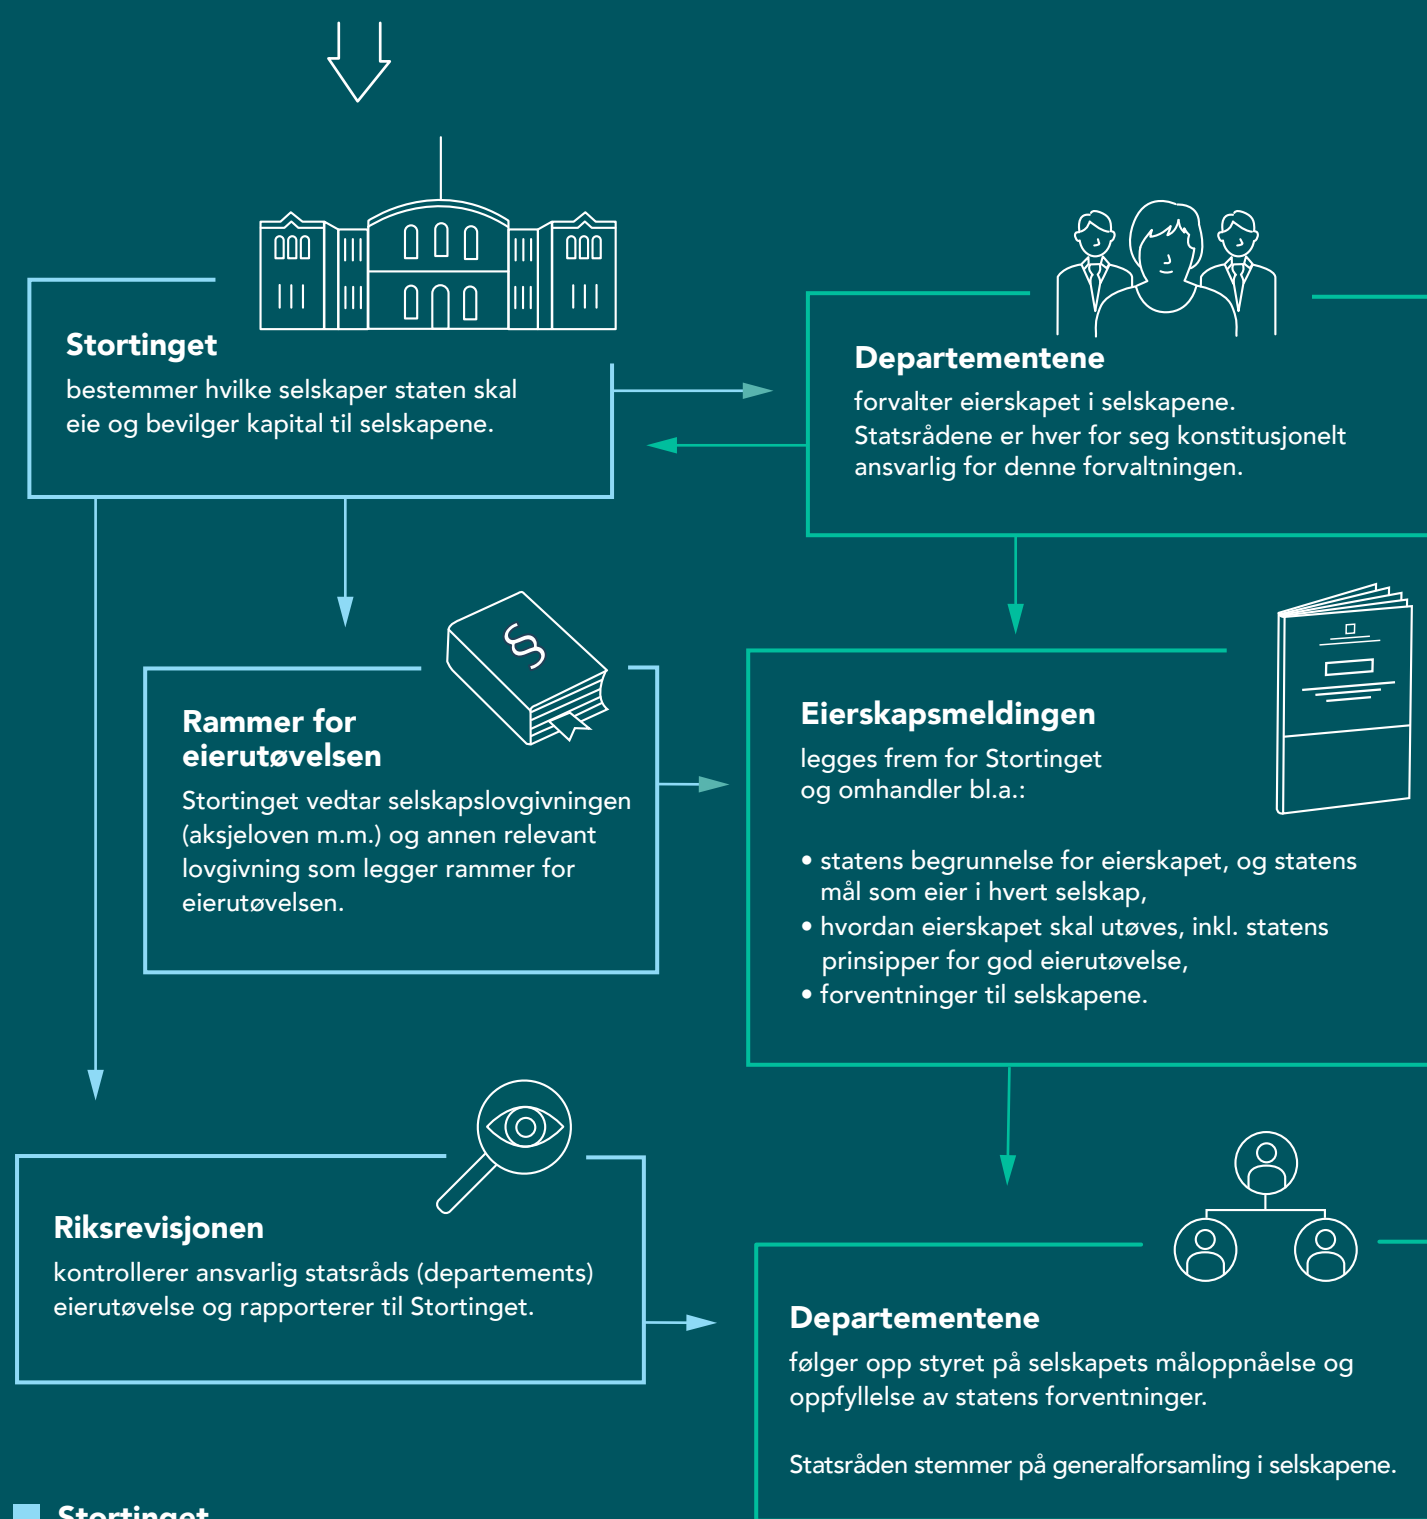 Stortinget
bestemmer hvilke selskaper staten skal
eie og bevilger kapital til selskapene.
Departementene
forvalter eierskapet i selskapene.
Statsrådene er hver for seg konstitusjonelt
ansvarlig for denne forvaltningen.
§
Rammer for
eierutøvelsen
Stortinget vedtar selskapslovgivningen
(aksjeloven m.m.) og annen relevant
lovgivning som legger rammer for
eierutøvelsen.
Eierskapsmeldingen
legges frem for Stortinget
og omhandler bl.a.:
• statens begrunnelse for eierskapet, og statens
mål som eier i hvert selskap,
• hvordan eierskapet skal utøves, inkl. statens
prinsipper for god eierutøvelse,
• forventninger til selskapene.
Riksrevisjonen
kontrollerer ansvarlig statsråds (departements)
eierutøvelse og rapporterer til Stortinget.
Departementene
følger opp styret på selskapets måloppnåelse og
oppfyllelse av statens forventninger.
Statsråden stemmer på generalforsamling i selskapene.
Stortinget